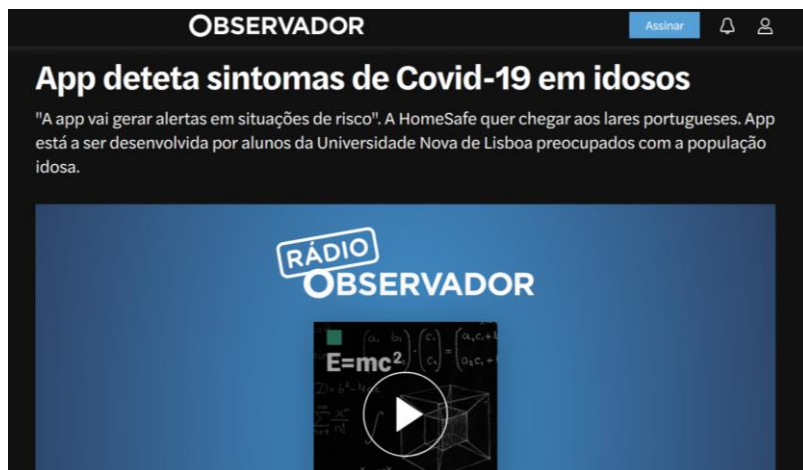 OBSERVADOR
Assinar
App deteta sintomas de Covid-19 em idosos
"A app vai gerar alertas em situações de risco". A HomeSafe quer chegar aos lares portugueses. App
está a ser desenvolvida por alunos da Universidade Nova de Lisboa preocupados com a população
idosa.
RÁDIO
OBSERVADOR
E=mc²